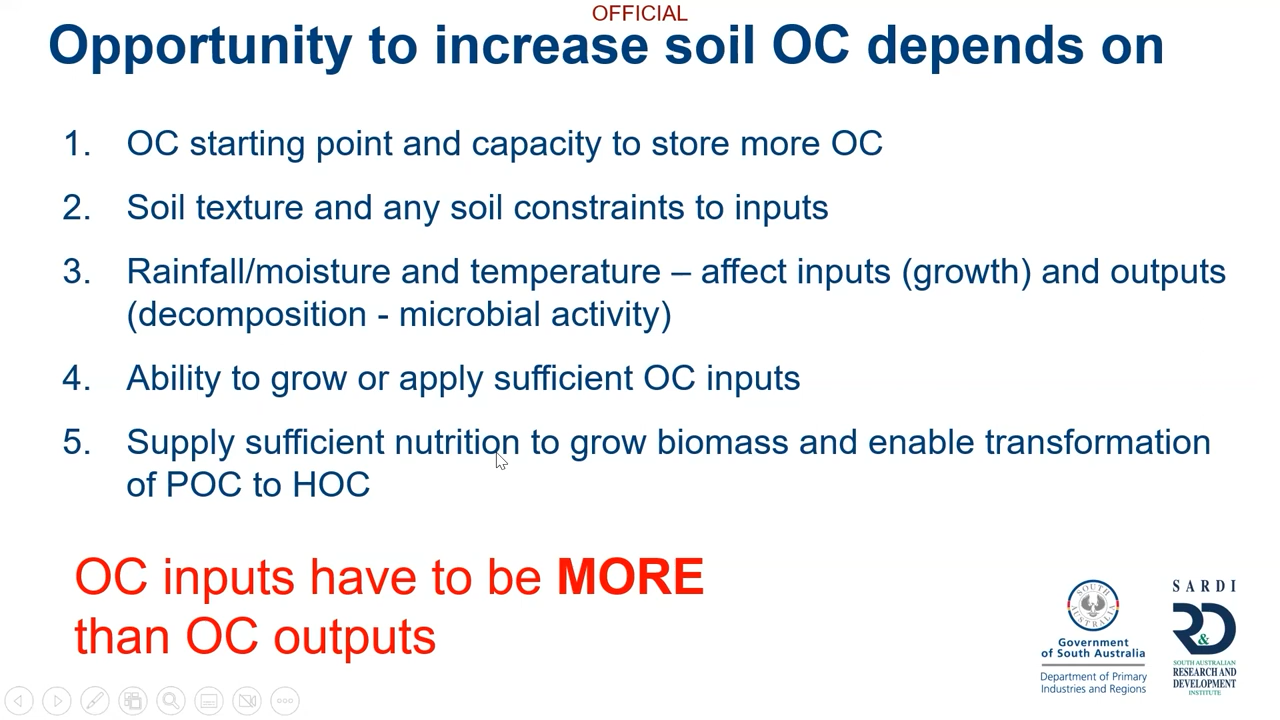 OFFICIAL
Opportunity to increase soil OC depends on
1. OC starting point and capacity to store more OC
2. Soil texture and any soil constraints to inputs
3. Rainfall/moisture and temperature – affect inputs (growth) and outputs
(decomposition - microbial activity)
4. Ability to grow or apply sufficient OC inputs
5. Supply sufficient nutrition to grow biomass and enable transformation
of POC to HOC
OC inputs have to be MORE
than OC outputs
SOUTH AUSTRALIA
Government
of South Australia
Department of Primary
Industries and Regions
SARDI
R&D
SOUTH AUSTRALIAN
RESEARCH AND
DEVELOPMENT
INSTITUTE